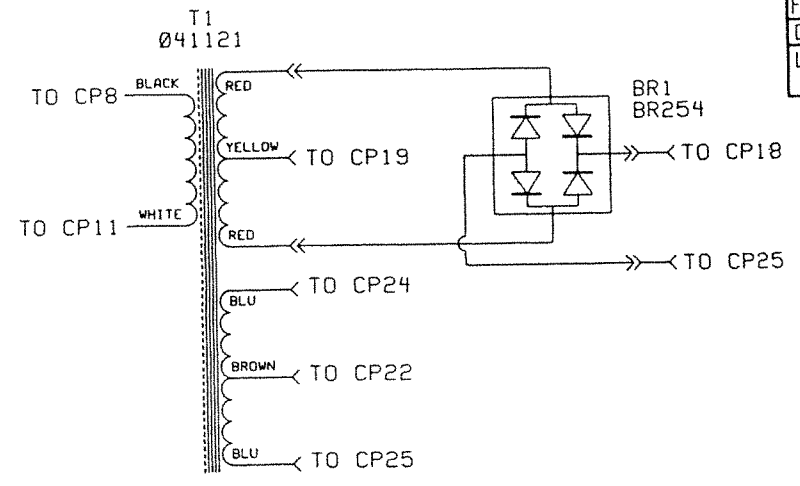 T1
041121
BLACK
TO CP8
RED
YELLOW
TO CP19
WHITE
TO CP11
RED
BR1
BR254
TO CP18
TO CP25
TO CP24
BLU
BROWN
TO CP22
BLU
TO CP25